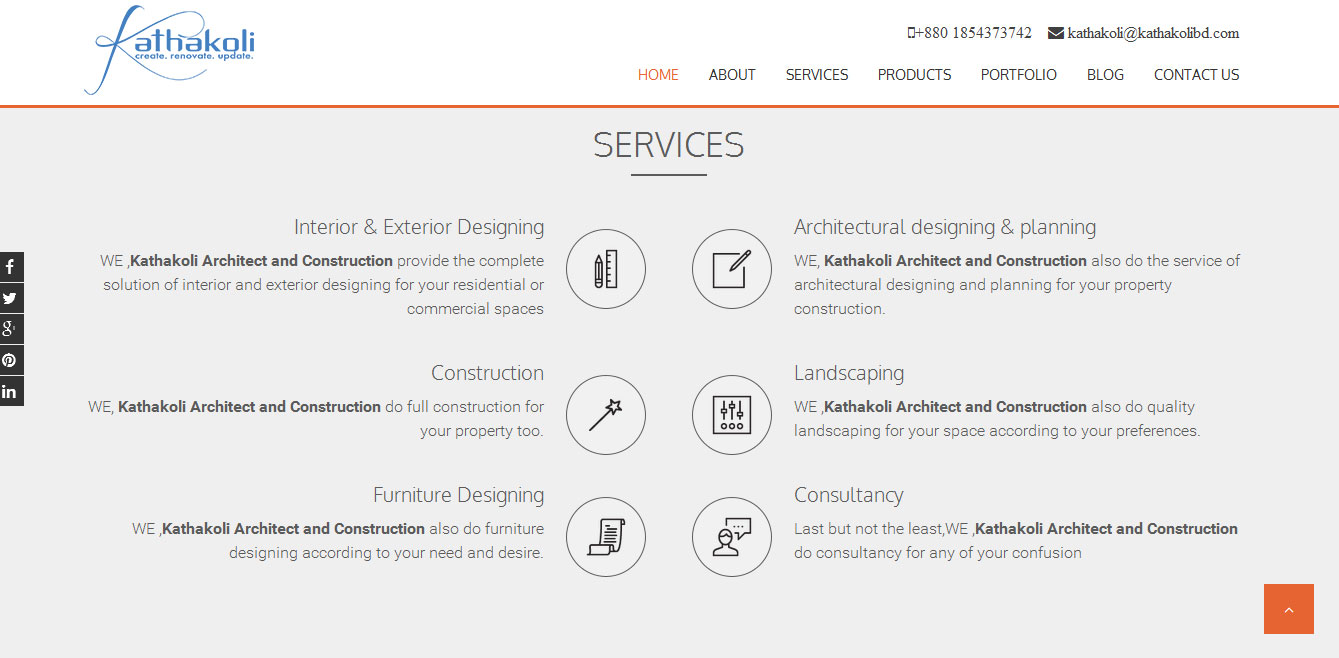 Kathakoli
create. renovate. update.
+880 1854373742 kathakoli@kathakolibd.com
HOME ABOUT SERVICES PRODUCTS PORTFOLIO BLOG CONTACT US
SERVICES
Interior & Exterior Designing
WE ,Kathakoli Architect and Construction provide the complete
solution of interior and exterior designing for your residential or
commercial spaces
Architectural designing & planning
WE, Kathakoli Architect and Construction also do the service of
architectural designing and planning for your property
construction.
Construction
WE, Kathakoli Architect and Construction do full construction for
your property too.
Landscaping
WE ,Kathakoli Architect and Construction also do quality
landscaping for your space according to your preferences.
Furniture Designing
WE ,Kathakoli Architect and Construction also do furniture
designing according to your need and desire.
Consultancy
Last but not the least,WE ,Kathakoli Architect and Construction
do consultancy for any of your confusion